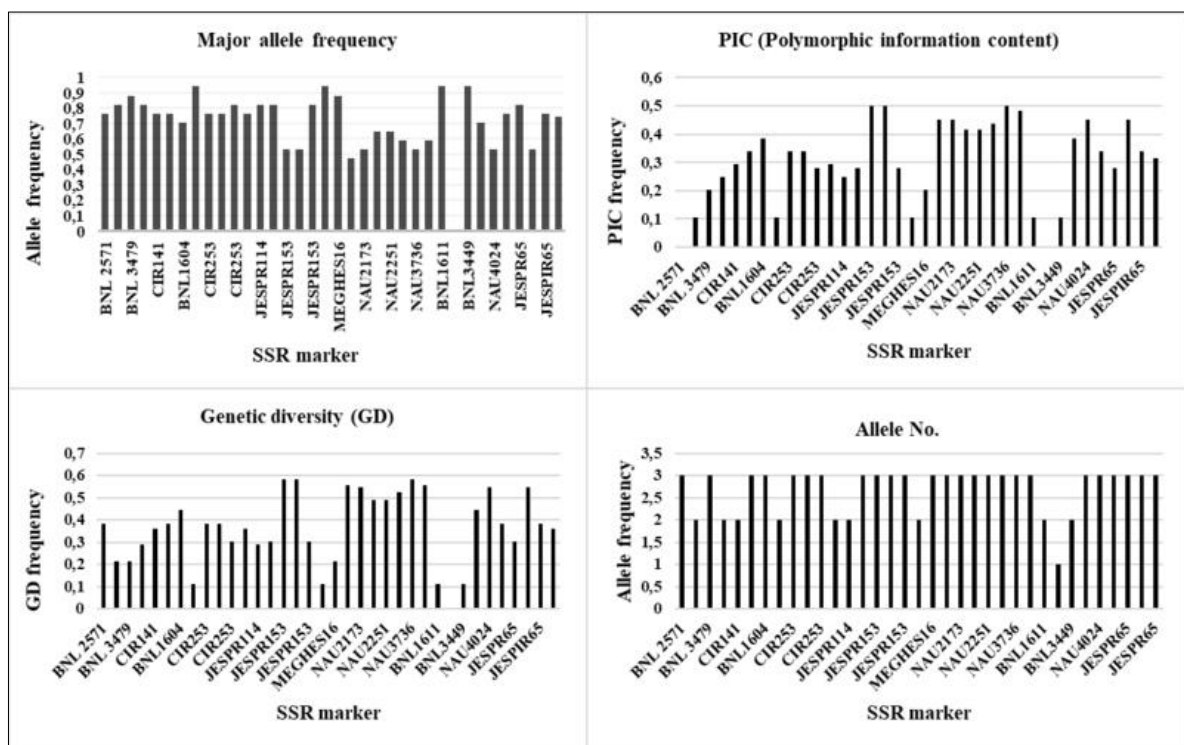 Major allele frequency
Allele frequency
1
0,9
0,8
0,7
0,6
0,5
0,4
0,3
0,2
0,1
0
BNL 2571
BNL 3479
CIR141
BNL1604
CIR253
CIR253
JESPR114
JESPR153
JESPR153
MEGHES16
NAU2173
NAU2251
NAU3736
BNL1611
BNL3449
NAU4024
JESPR65
JESPIR65
SSR marker
PIC (Polymorphic information content)
PIC frequency
0,6
0,5
0,4
0,3
0,2
0,1
0
BNL 2571
BNL 3479
CIR141
BNL1604
CIR253
CIR253
JESPR114
JESPR153
JESPR153
MEGHES16
NAU2173
NAU2251
NAU3736
BNL1611
BNL3449
NAU4024
JESPR65
JESPIR65
SSR marker
Genetic diversity (GD)
GD frequency
0,7
0,6
0,5
0,4
0,3
0,2
0,1
0
BNL 2571
BNL 3479
CIR141
BNL1604
CIR253
CIR253
JESPR114
JESPR153
JESPR153
MEGHES16
NAU2173
NAU2251
NAU3736
BNL1611
BNL3449
NAU4024
JESPR65
JESPIR65
SSR marker
Allele No.
Allele frequency
3,5
3
2,5
2
1,5
1
0,5
0
BNL 2571
BNL 3479
CIR141
BNL1604
CIR253
CIR253
JESPR114
JESPR153
JESPR153
MEGHES16
NAU2173
NAU2251
NAU3736
BNL1611
BNL3449
NAU4024
JESPR65
JESPIR65
SSR marker